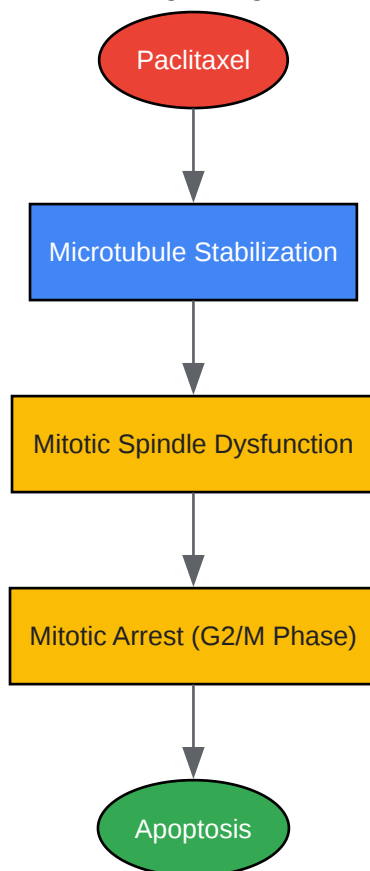 Paclitaxel
Microtubule Stabilization
Mitotic Spindle Dysfunction
Mitotic Arrest (G2/M Phase)
Apoptosis